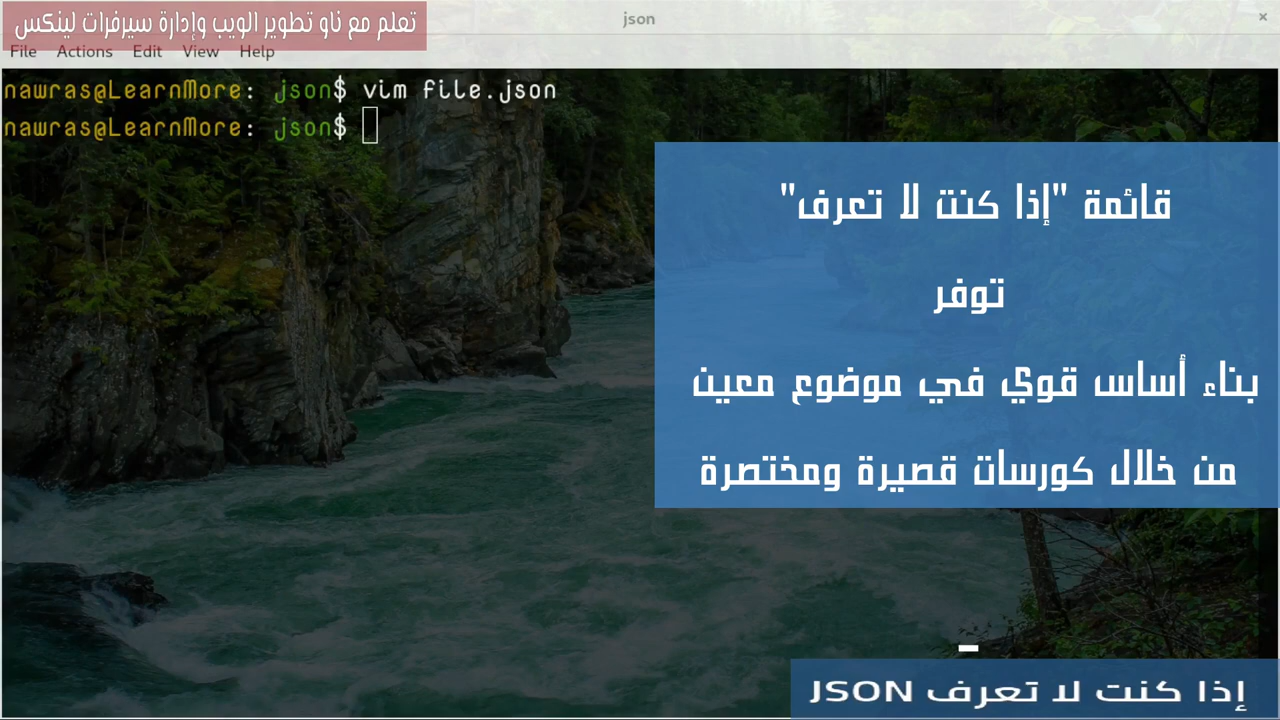 تعلم مع ناو تطوير الويب وإدارة سيرفرات لينكس
json
×
File Actions Edit View Help
nawras@LearnMore: json$ vim file.json
nawras@LearnMore: json$
قائمة "إذا كنت لا تعرف"
توفر
بناء أساس قوي في موضوع معين
من خلال كورسات قصيرة ومختصرة
إذا كنت لا تعرف JSON